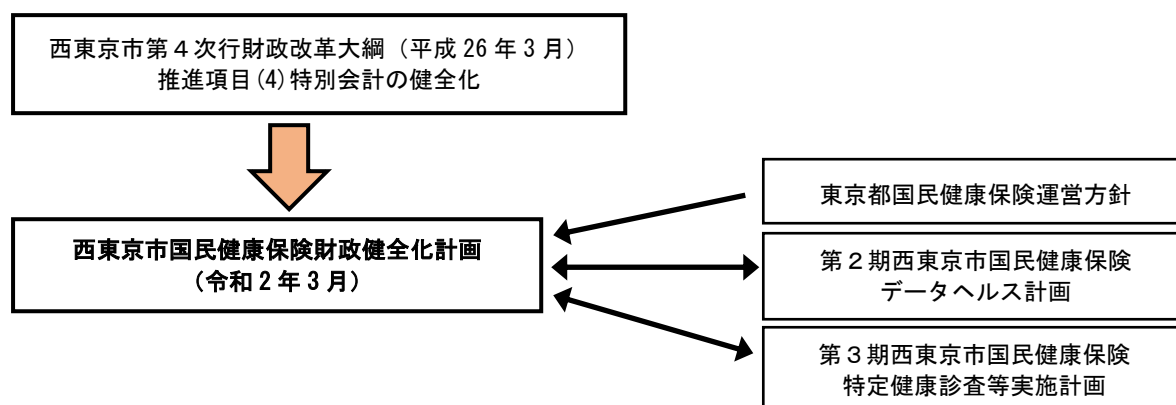 西東京市第４次行財政改革大綱（平成 26 年 3 月）
推進項目(4)特別会計の健全化
東京都国民健康保険運営方針
西東京市国民健康保険財政健全化計画
（令和 2 年 3 月）
第２期西東京市国民健康保険
データヘルス計画
第３期西東京市国民健康保険
特定健康診査等実施計画